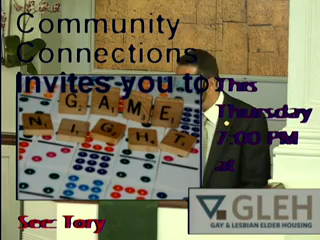 Community
Connections
Invites you to
This
Thursday
7:00 PM
at
GAME
NIGHT
GLEH
GAY & LESBIAN ELDER HOUSING
See Tory